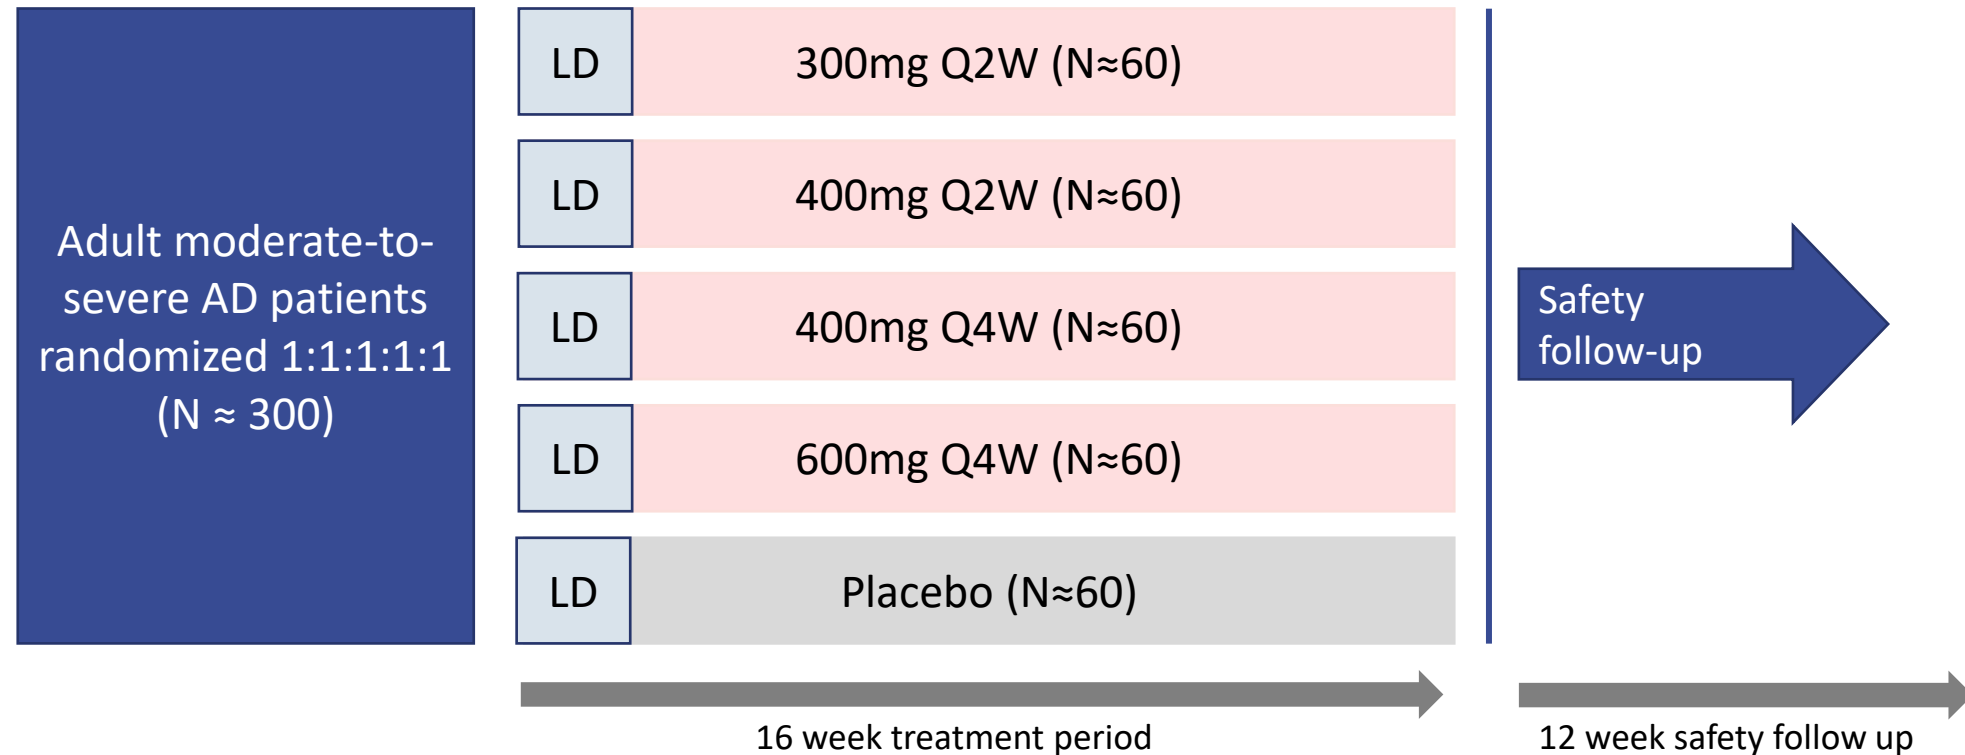 Adult moderate-to-
severe AD patients
randomized 1:1:1:1:1
(N ≈ 300)
LD 300mg Q2W (N≈60)
LD 400mg Q2W (N≈60)
LD 400mg Q4W (N≈60)
LD 600mg Q4W (N≈60)
LD Placebo (N≈60)
Safety
follow-up
16 week treatment period
12 week safety follow up